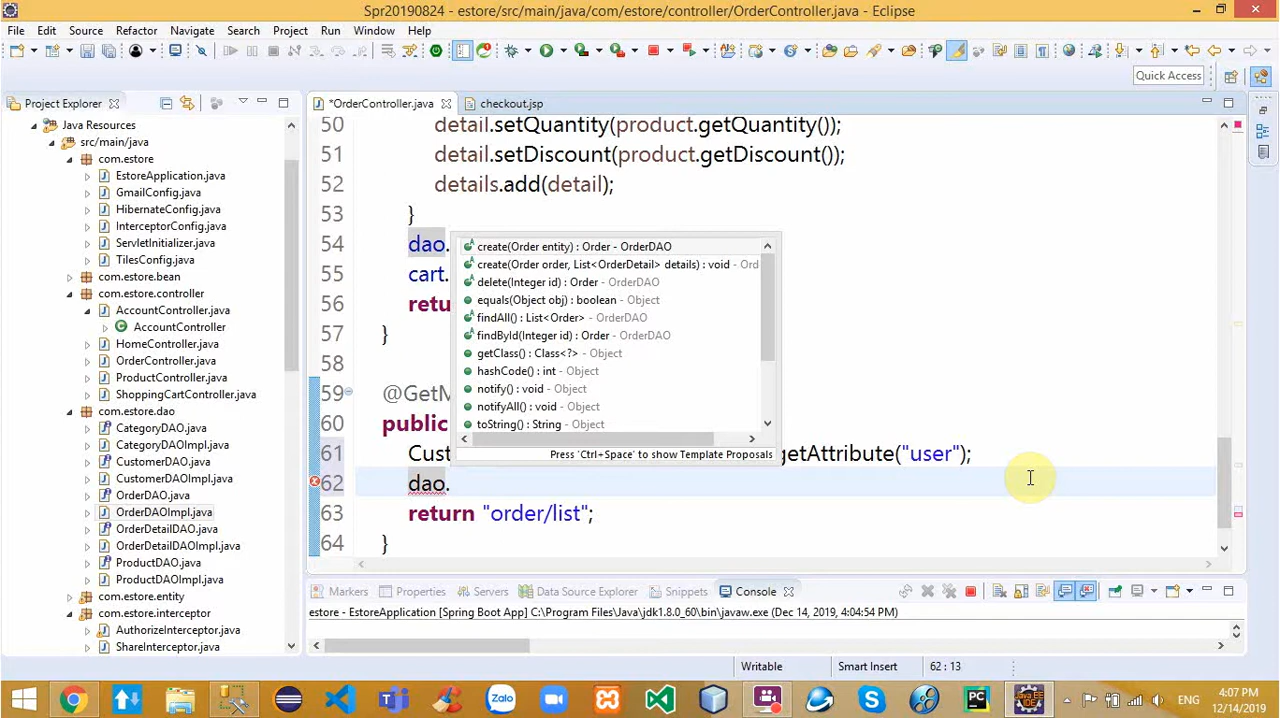 Spr20190824 - estore/src/main/java/com/estore/controller/OrderController.java - Eclipse
File Edit Source Refactor Navigate Search Project Run Window Help
Quick Access
Project Explorer
*OrderController.java
checkout.jsp
Java Resources
src/main/java
com.estore
EstoreApplication.java
GmailConfig.java
HibernateConfig.java
InterceptorConfig.java
ServletInitializer.java
TilesConfig.java
com.estore.bean
com.estore.controller
AccountController.java
AccountController
HomeController.java
OrderController.java
ProductController.java
ShoppingCartController.java
com.estore.dao
CategoryDAO.java
CategoryDAOImpl.java
CustomerDAO.java
CustomerDAOImpl.java
OrderDAO.java
OrderDAOImpl.java
OrderDetailDAO.java
OrderDetailDAOImpl.java
ProductDAO.java
ProductDAOImpl.java
com.estore.entity
com.estore.interceptor
AuthorizeInterceptor.java
ShareInterceptor.java
50 detail.setQuantity(product.getQuantity());
51 detail.setDiscount(product.getDiscount());
52 details.add(detail);
53 }
54 dao.
55 cart.
56 retu
57 }
58
59 @GetM
60 public
61 Cust getAttribute("user");
62 dao.
63 return "order/list";
64 }
create(Order entity) : Order - OrderDAO
create(Order order, List<OrderDetail> details) : void - Ord
delete(Integer id) : Order - OrderDAO
equals(Object obj) : boolean - Object
findAll() : List<Order> - OrderDAO
findById(Integer id) : Order - OrderDAO
getClass() : Class<?> - Object
hashCode() : int - Object
notify() : void - Object
notifyAll() : void - Object
toString() : String - Object
Press 'Ctrl+Space' to show Template Proposals
Markers Properties Servers Data Source Explorer Snippets Console
estore - EstoreApplication [Spring Boot App] C:\Program Files\Java\jdk1.8.0_60\bin\javaw.exe (Dec 14, 2019, 4:04:54 PM)
Writable Smart Insert 62 : 13
Zalo
PC
ENG
4:07 PM
12/14/2019